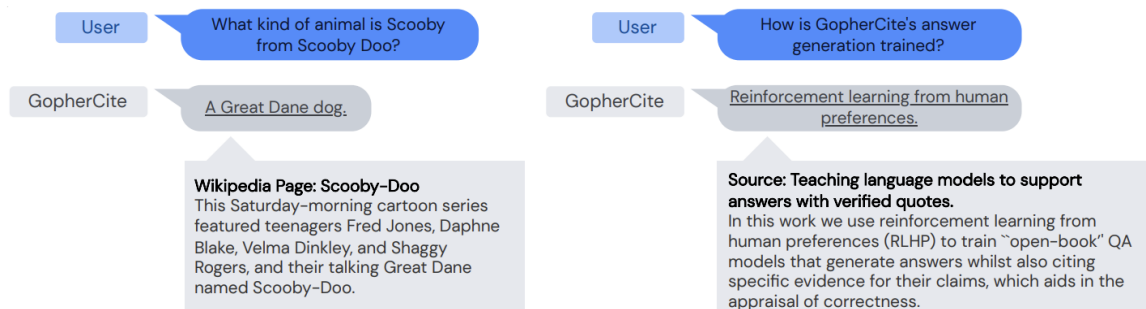 User
What kind of animal is Scooby
from Scooby Doo?
GopherCite
A Great Dane dog.
Wikipedia Page: Scooby-Doo
This Saturday-morning cartoon series
featured teenagers Fred Jones, Daphne
Blake, Velma Dinkley, and Shaggy
Rogers, and their talking Great Dane
named Scooby-Doo.
User
How is GopherCite's answer
generation trained?
GopherCite
Reinforcement learning from human
preferences.
Source: Teaching language models to support
answers with verified quotes.
In this work we use reinforcement learning from
human preferences (RLHP) to train ``open-book'' QA
models that generate answers whilst also citing
specific evidence for their claims, which aids in the
appraisal of correctness.